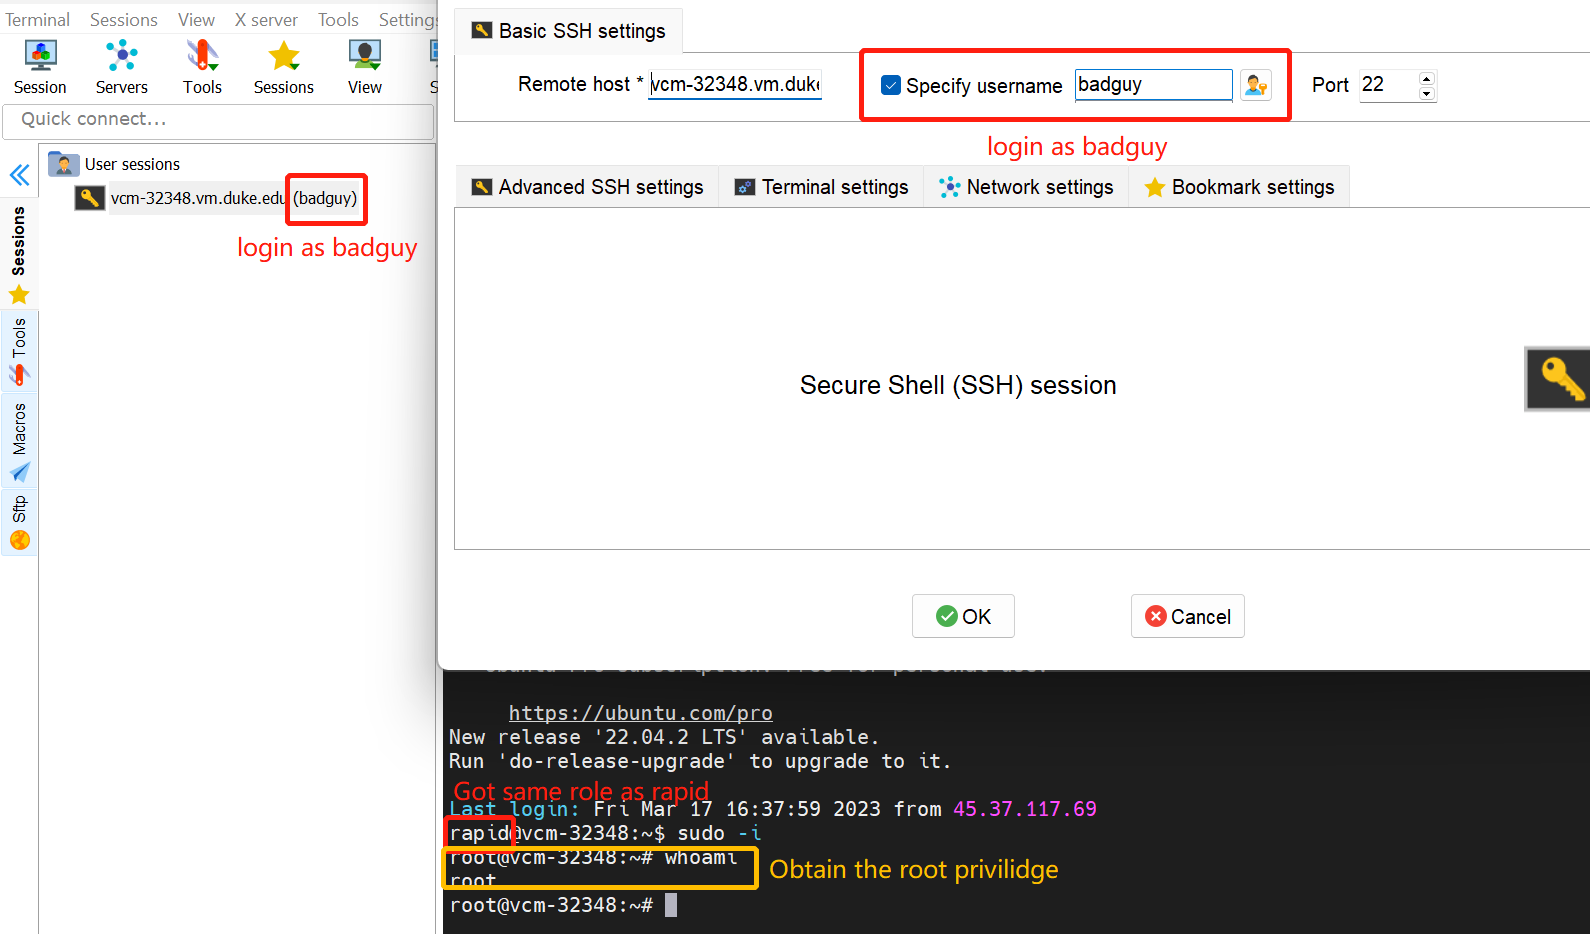 Terminal Sessions View X server Tools Settings
Session Servers Tools Sessions View S
Quick connect...
User sessions
vcm-32348.vm.duke.edu (badguy)
login as badguy
Sessions
Tools
Macros
Sftp
Basic SSH settings
Remote host * vcm-32348.vm.duke Specify username badguy Port 22
login as badguy
Advanced SSH settings Terminal settings Network settings Bookmark settings
Secure Shell (SSH) session
OK Cancel
https://ubuntu.com/pro
New release '22.04.2 LTS' available.
Run 'do-release-upgrade' to upgrade to it.
Got same role as rapid
Last login: Fri Mar 17 16:37:59 2023 from 45.37.117.69
rapid@vcm-32348:~$ sudo -i
root@vcm-32348:~# whoami
root
Obtain the root privilidge
root@vcm-32348:~#